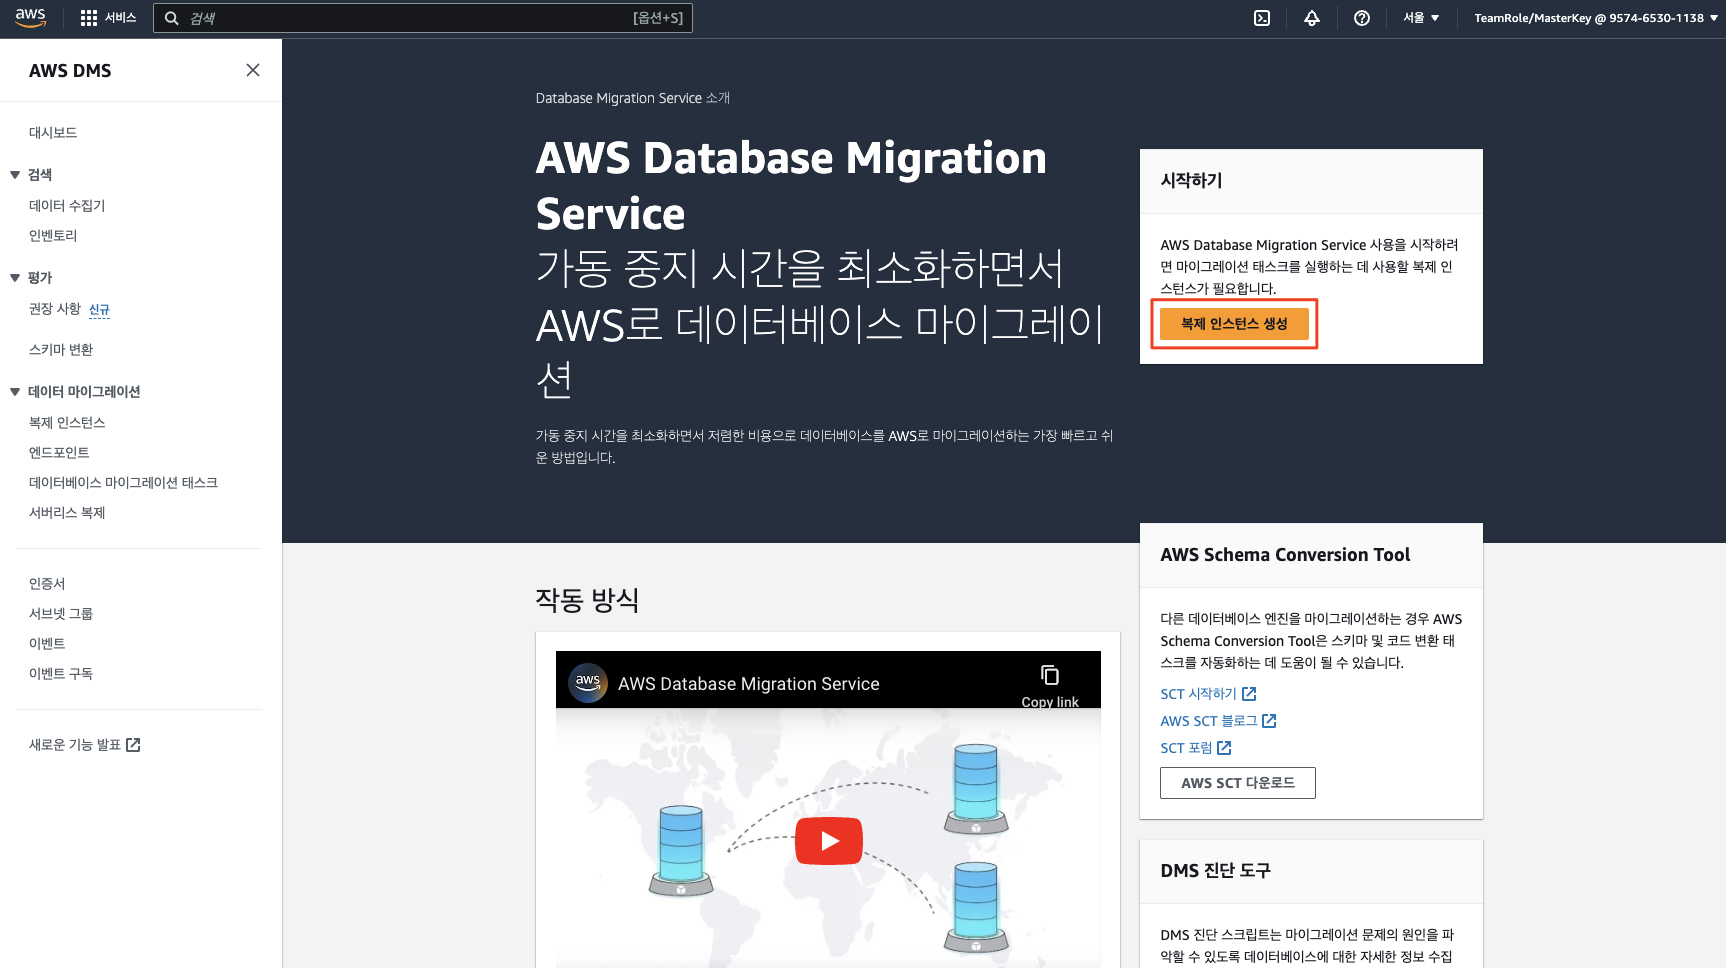 aws
서비스
검색
[옵션+S]
서울
TeamRole/MasterKey @ 9574-6530-1138
AWS DMS
대시보드
검색
데이터 수집기
인벤토리
평가
권장 사항 신규
스키마 변환
데이터 마이그레이션
복제 인스턴스
엔드포인트
데이터베이스 마이그레이션 태스크
서버리스 복제
인증서
서브넷 그룹
이벤트
이벤트 구독
새로운 기능 발표
Database Migration Service 소개
AWS Database Migration
Service
가동 중지 시간을 최소화하면서
AWS로 데이터베이스 마이그레이
션
가동 중지 시간을 최소화하면서 저렴한 비용으로 데이터베이스를 AWS로 마이그레이션하는 가장 빠르고 쉬
운 방법입니다.
시작하기
AWS Database Migration Service 사용을 시작하려
면 마이그레이션 태스크를 실행하는 데 사용할 복제 인
스턴스가 필요합니다.
복제 인스턴스 생성
작동 방식
aws
AWS Database Migration Service
Copy link
AWS Schema Conversion Tool
다른 데이터베이스 엔진을 마이그레이션하는 경우 AWS
Schema Conversion Tool은 스키마 및 코드 변환 태
스크를 자동화하는 데 도움이 될 수 있습니다.
SCT 시작하기
AWS SCT 블로그
SCT 포럼
AWS SCT 다운로드
DMS 진단 도구
DMS 진단 스크립트는 마이그레이션 문제의 원인을 파
악할 수 있도록 데이터베이스에 대한 자세한 정보 수집